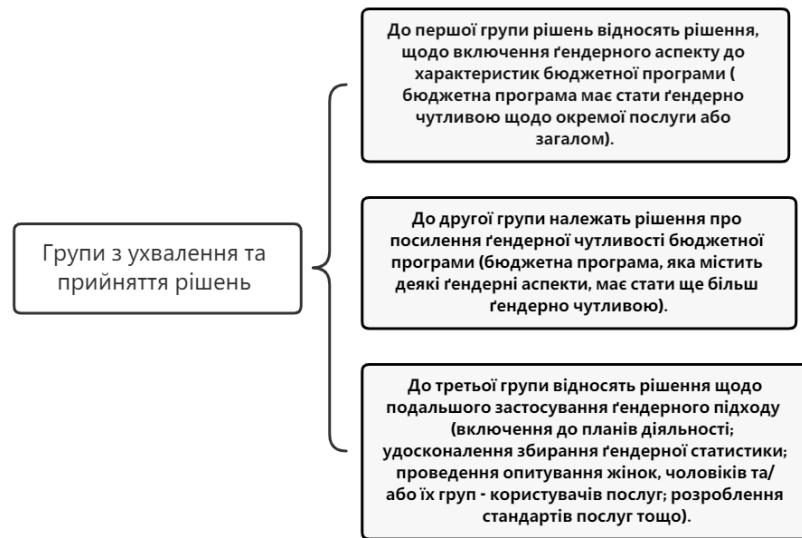 До першої групи рішень відносять рішення,
щодо включення ґендерного аспекту до
характеристик бюджетної програми (
бюджетна програма має стати ґендерно
чутливою щодо окремої послуги або
загалом).
Групи з ухвалення та
прийняття рішень
До другої групи належать рішення про
посилення ґендерної чутливості бюджетної
програми (бюджетна програма, яка містить
деякі ґендерні аспекти, має стати ще більш
ґендерно чутливою).
До третьої групи відносять рішення щодо
подальшого застосування ґендерного підходу
(включення до планів діяльності;
удосконалення збирання ґендерної статистики;
проведення опитування жінок, чоловіків та/
або їх груп - користувачів послуг; розроблення
стандартів послуг тощо).